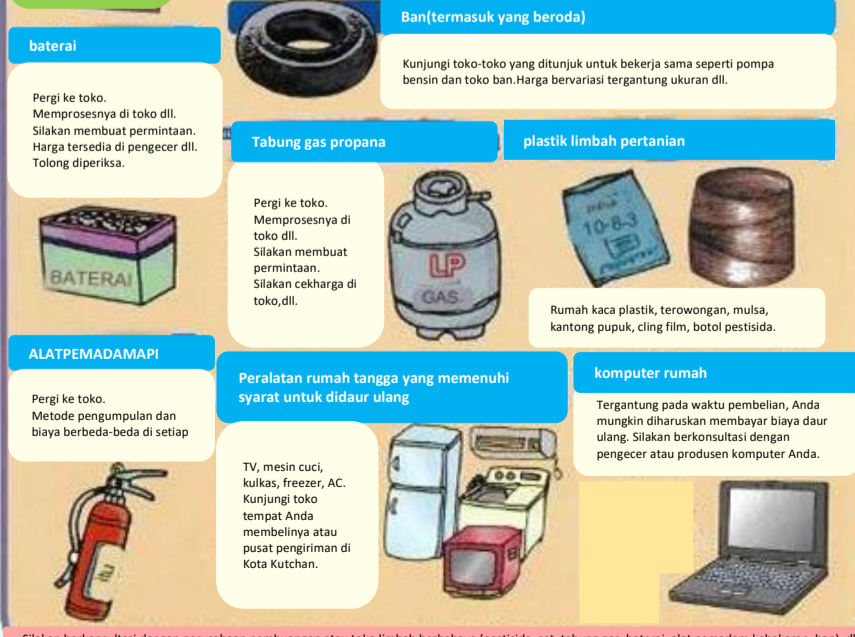 Ban(termasuk yang beroda)
Kunjungi toko-toko yang ditunjuk untuk bekerja sama seperti pompa
bensin dan toko ban.Harga bervariasi tergantung ukuran dll.
baterai
Pergi ke toko.
Memprosesnya di toko dll.
Silakan membuat permintaan.
Harga tersedia di pengecer dll.
Tolong diperiksa.
BATERAI
Tabung gas propana
Pergi ke toko.
Memprosesnya di
toko dll.
Silakan membuat
permintaan.
Silakan cekharga di
toko,dll.
LP
GAS
plastik limbah pertanian
10-8-3
Rumah kaca plastik, terowongan, mulsa,
kantong pupuk, cling film, botol pestisida.
ALATPEMADAMAPI
Pergi ke toko.
Metode pengumpulan dan
biaya berbeda-beda di setiap
Peralatan rumah tangga yang memenuhi
syarat untuk didaur ulang
TV, mesin cuci,
kulkas, freezer, AC.
Kunjungi toko
tempat Anda
membelinya atau
pusat pengiriman di
Kota Kutchan.
komputer rumah
Tergantung pada waktu pembelian, Anda
mungkin diharuskan membayar biaya daur
ulang. Silakan berkonsultasi dengan
pengecer atau produsen komputer Anda.